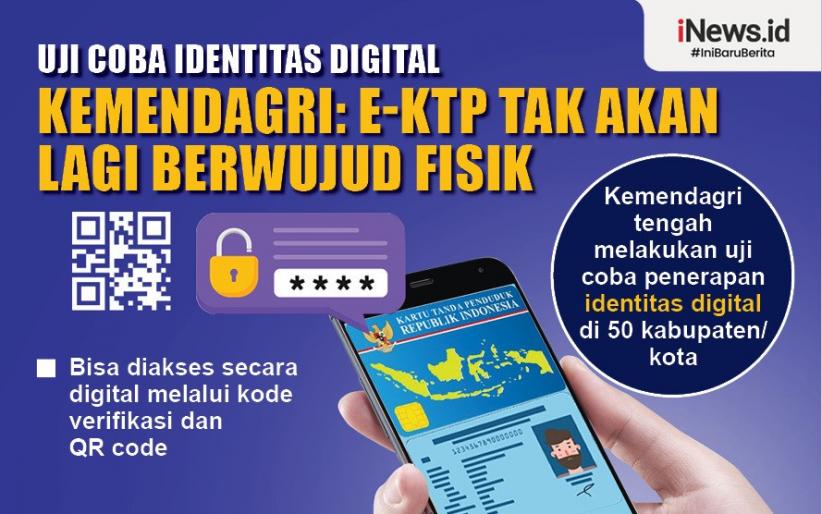 iNews.id
#IniBaruBerita
UJI COBA IDENTITAS DIGITAL
KEMENDAGRI: E-KTP TAK AKAN
LAGI BERWUJUD FISIK
Kemendagri
tengah
melakukan uji
coba penerapan
identitas digital
di 50 kabupaten/
kota
****
KARTU TANDA PENDUDUK
REPUBLIK INDONESIA
1234567890000000
Bisa diakses secara
digital melalui kode
verifikasi dan
QR code